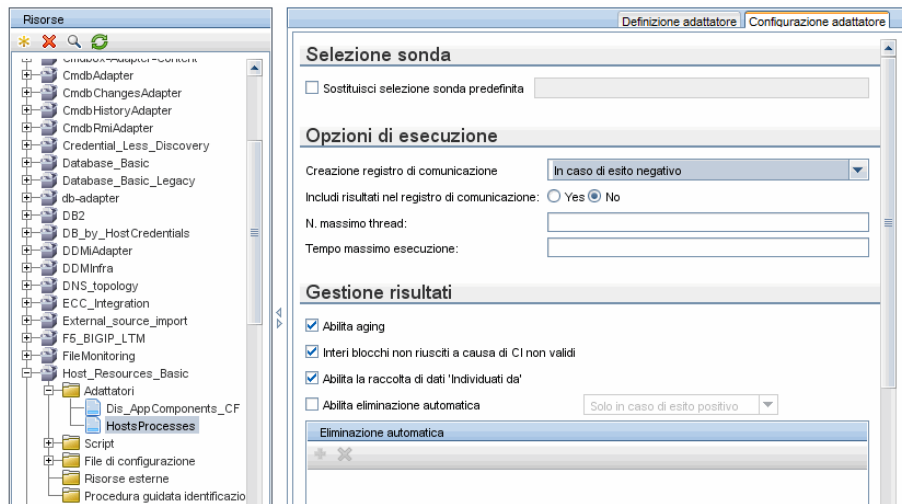 Risorse
CmdbAdapter
CmdbChangesAdapter
CmdbHistoryAdapter
CmdbRmiAdapter
Credential_Less_Discovery
Database_Basic
Database_Basic_Legacy
db-adapter
DB2
DB_by_HostCredentials
DDMiAdapter
DDMInfra
DNS_topology
ECC_Integration
External_source_import
F5_BIGIP_LTM
FileMonitoring
Host_Resources_Basic
Adattatori
Dis_AppComponents_CF
HostsProcesses
Script
File di configurazione
Risorse esterne
Procedura guidata identificazio
Definizione adattatore
Configurazione adattatore
Selezione sonda
Sostituisci selezione sonda predefinita
Opzioni di esecuzione
Creazione registro di comunicazione
In caso di esito negativo
Includi risultati nel registro di comunicazione: Yes No
N. massimo thread:
Tempo massimo esecuzione:
Gestione risultati
Abilita aging
Interi blocchi non riusciti a causa di CI non validi
Abilita la raccolta di dati 'Individuati da'
Abilita eliminazione automatica
Solo in caso di esito positivo
Eliminazione automatica